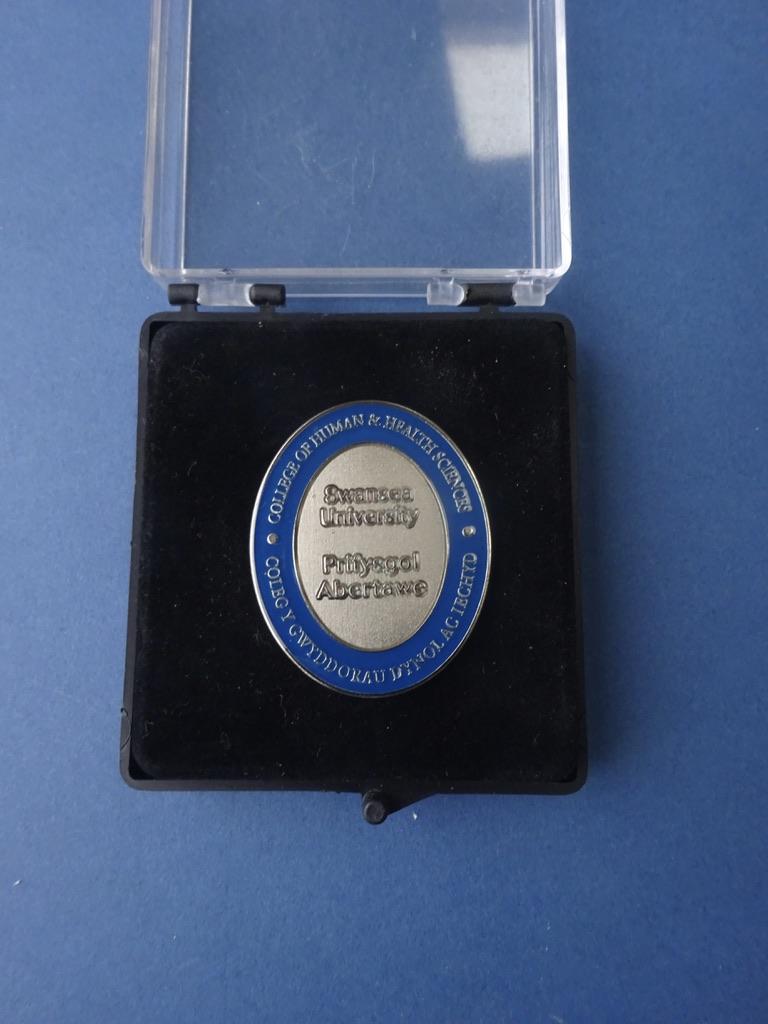 COLLEGE OF HUMAN & HEALTH SCIENCES
Swansea
University
Prifysgol
Abertawe
COLEG Y GWYDDORAU DYNOL AC IECHYD